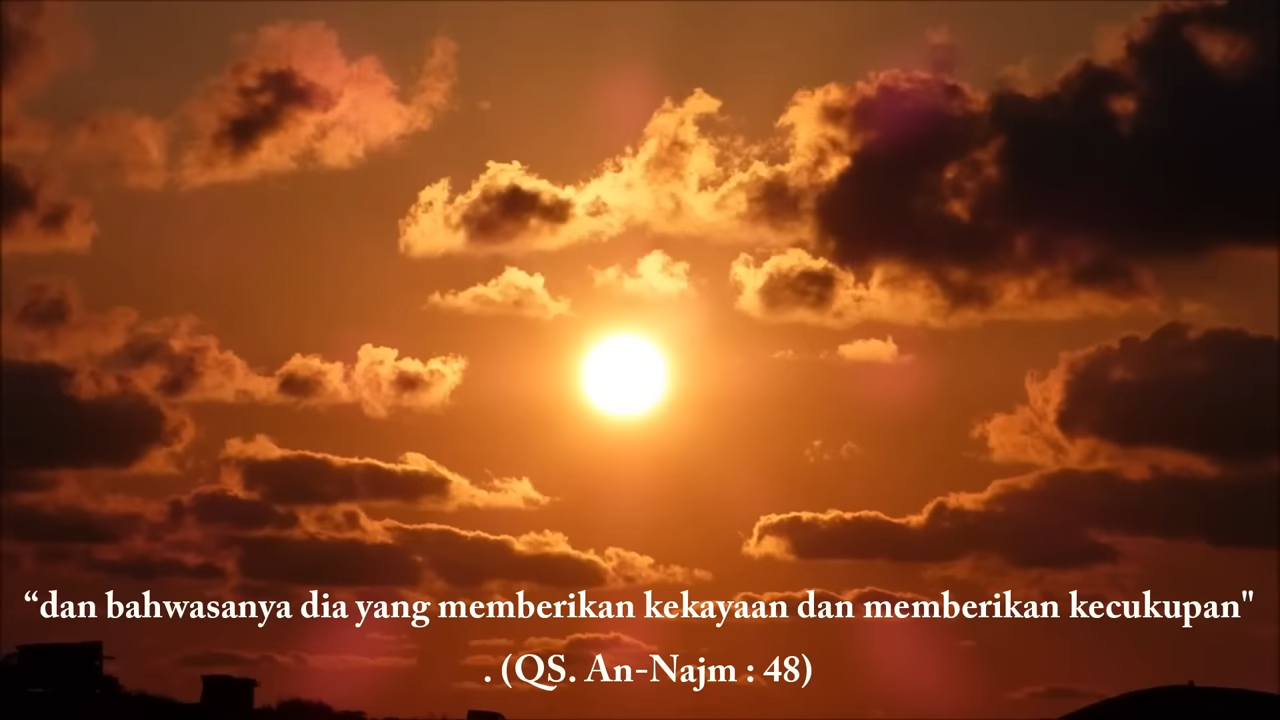 “dan bahwasanya dia yang memberikan kekayaan dan memberikan kecukupan"
. (QS. An-Najm : 48)